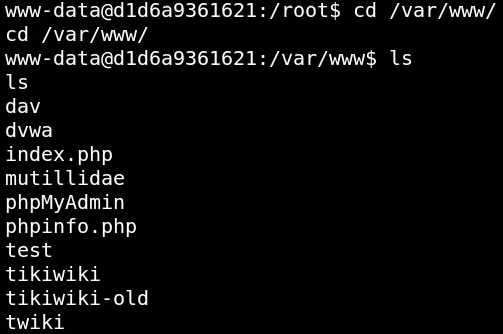 www-data@d1d6a9361621:/root$ cd /var/www/
cd /var/www/
www-data@d1d6a9361621:/var/www$ ls
ls
dav
dvwa
index.php
mutillidae
phpMyAdmin
phpinfo.php
test
tikiwiki
tikiwiki-old
twiki